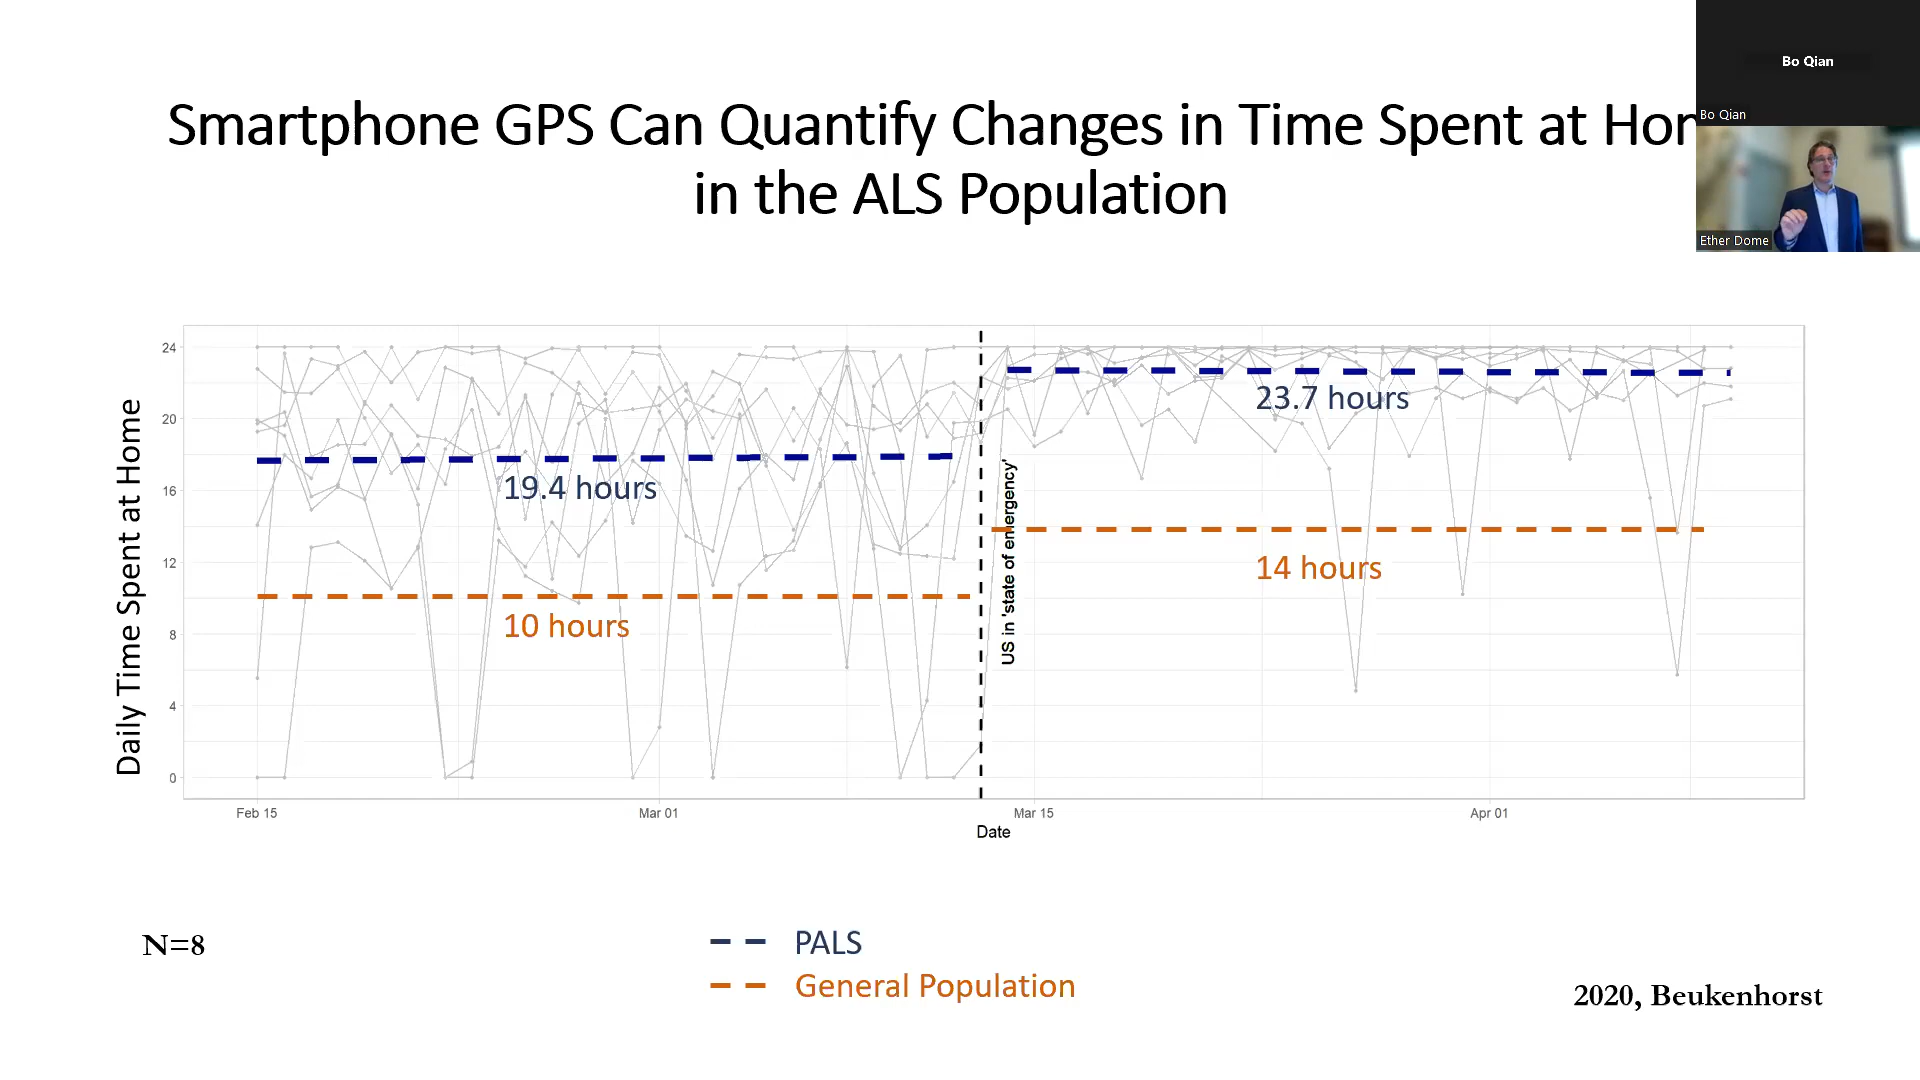 Smartphone GPS Can Quantify Changes in Time Spent at Hom
in the ALS Population
Bo Qian
Bo Qian
Ether Dome
Daily Time Spent at Home
24
20
16
12
8
4
0
19.4 hours
10 hours
US in 'state of emergency'
23.7 hours
14 hours
Feb 15
Mar 01
Mar 15
Apr 01
Date
N=8
PALS
General Population
2020, Beukenhorst